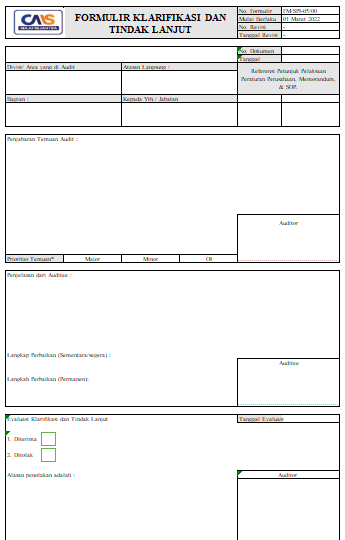 CAS
FORMULIR KLARIFIKASI DAN
TINDAK LANJUT
No. Formulir
FM-SPI-05/00
Mulai Berlaku
01 Maret 2022
No. Revisi
-
Tanggal Revisi
-
No. Dokumen
Tanggal
Divisi/ Area yang di Audit
Atasan Langsung :
Referensi Petunjuk Pelaksaan
Peraturan Perusahaan, Memorandum,
& SOP.
Bagian :
Kepada Yth / Jabatan
Penjabaran Temuan Audit :
Auditor
Prioritas Temuan*
Major
Minor
OI
Penjelasan dari Auditee :
Langkap Perbaikan (Sementara/segera) :
Auditee
Langkah Perbaikan (Permanen):
Evaluasi Klarifikasi dan Tindak Lanjut
Tanggal Evaluasi
1. Diterima
2. Ditolak
Alasan penolakan adalah :
Auditor